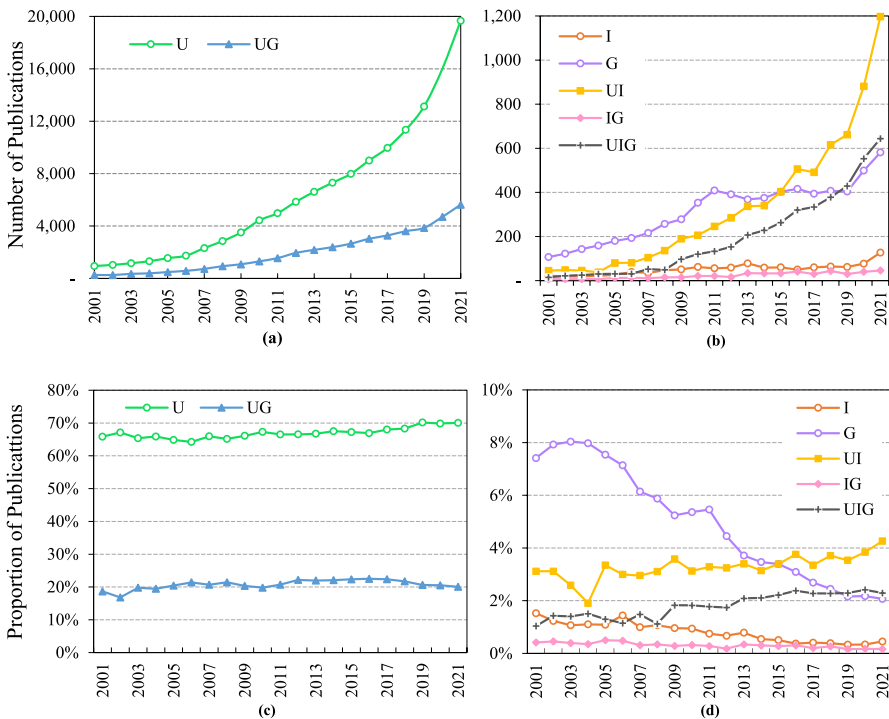 Number of Publications
20,000
16,000
12,000
8,000
4,000
-
U UG
2001 2003 2005 2007 2009 2011 2013 2015 2017 2019 2021
(a)
1,200
1,000
800
600
400
200
-
I
G
UI
IG
UIG
2001 2003 2005 2007 2009 2011 2013 2015 2017 2019 2021
(b)
Proportion of Publicattions
80%
70%
60%
50%
40%
30%
20%
10%
0%
U UG
2001 2003 2005 2007 2009 2011 2013 2015 2017 2019 2021
(c)
10%
8%
6%
4%
2%
0%
I
G
UI
IG
UIG
2001 2003 2005 2007 2009 2011 2013 2015 2017 2019 2021
(d)